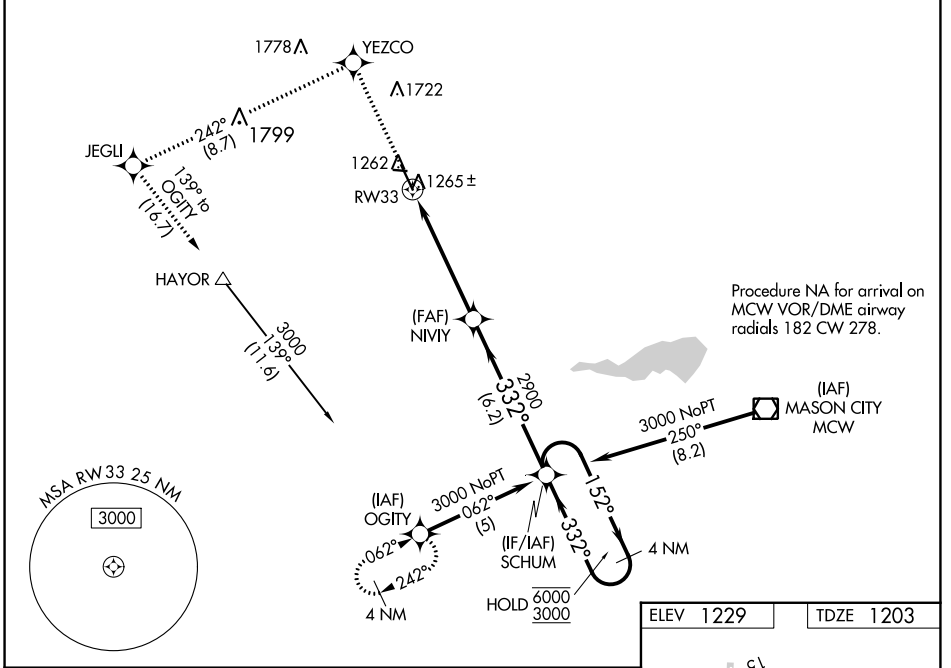 1778
YEZCO
1722
242°
(8.7)
1799
JEGLI
139° to
OGITY
(16.7)
1262
1265 ±
RW33
HAYOR
3000
139°
(11.6)
(FAF)
NIVIY
Procedure NA for arrival on
MCW VOR/DME airway
radials 182 CW 278.
2900
332°
(6.2)
(IAF)
MASON CITY
MCW
3000 NoPT
250°
(8.2)
MSA RW33 25 NM
3000
(IAF)
OGITY
3000 NoPT
062°
(5)
062°
242°
4 NM
(IF/IAF)
SCHUM
152°
332°
4 NM
HOLD 6000
3000
ELEV 1229
TDZE 1203